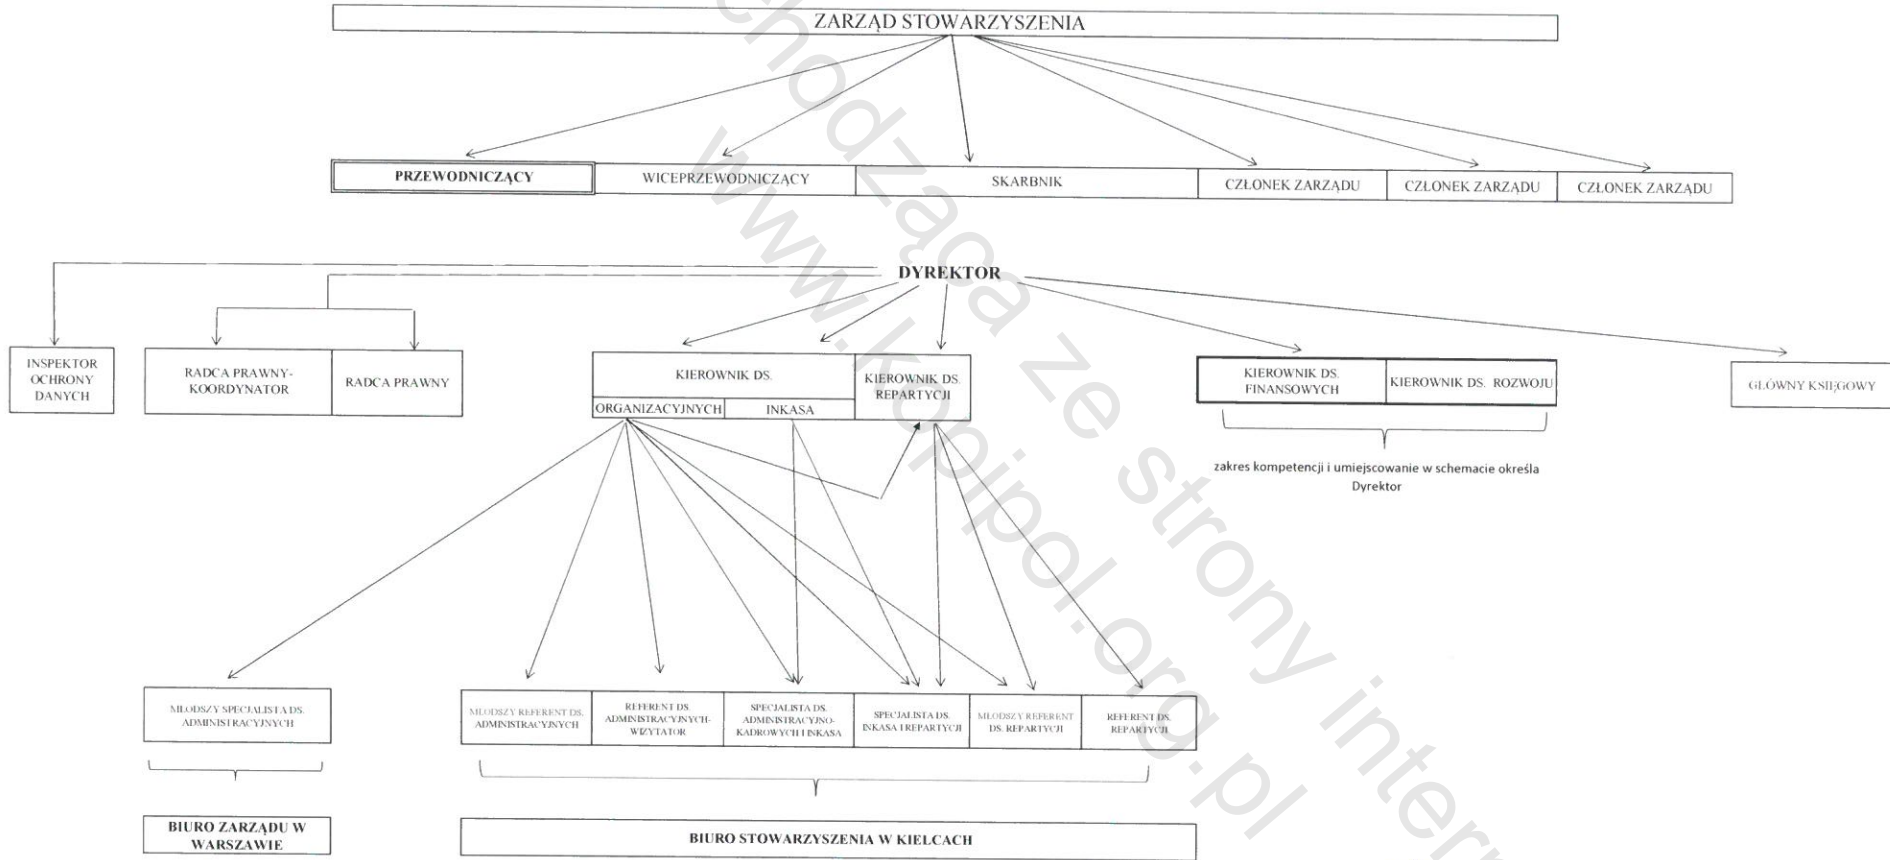 ZARZĄD STOWARZYSZENIA
PRZEWODNICZĄCY
WICEPRZEWODNICZĄCY
SKARBNIK
CZŁONEK ZARZĄDU
CZŁONEK ZARZĄDU
CZŁONEK ZARZĄDU
DYREKTOR
INSPEKTOR
OCHRONY
DANYCH
RADCA PRAWNY-
KOORDYNATOR
RADCA PRAWNY
KIEROWNIK DS.
ORGANIZACYJNYCH
INKASA
KIEROWNIK DS.
REPARTYCJI
KIEROWNIK DS.
FINANSOWYCH
KIEROWNIK DS. ROZWOJU
GŁÓWNY KSIĘGOWY
zakres kompetencji i umiejscowanie w schemacie określa
Dyrektor
MŁODSZY SPECJALISTA DS.
ADMINISTRACYJNYCH
MŁODSZY REFERENT DS.
ADMINISTRACYJNYCH
REFERENT DS.
ADMINISTRACYJNYCH-
WIZYTATOR
SPECJALISTA DS.
ADMINISTRACYJNO-
KADROWYCH I INKASA
SPECJALISTA DS.
INKASA I REPARTYCJI
MŁODSZY REFERENT
DS. REPARTYCJI
REFERENT DS.
REPARTYCJI
BIURO ZARZĄDU W
WARSZAWIE
BIURO STOWARZYSZENIA W KIELCACH
chodząca ze strony intern
www.kopipol.org.pl